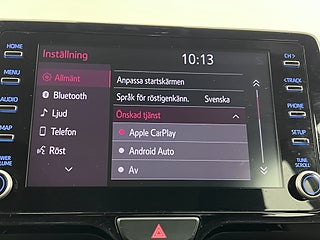 HOME
MENU
AUDIO
MAP
POWER
VOLUME
Inställning
10:13
Allmänt
Bluetooth
Ljud
Telefon
Röst
Anpassa startskärmen
Språk för röstigenkänn. Svenska
Önskad tjänst
Apple CarPlay
Android Auto
Av
CH
TRACK
PHONE
SETUP
TUNE
SCROLL